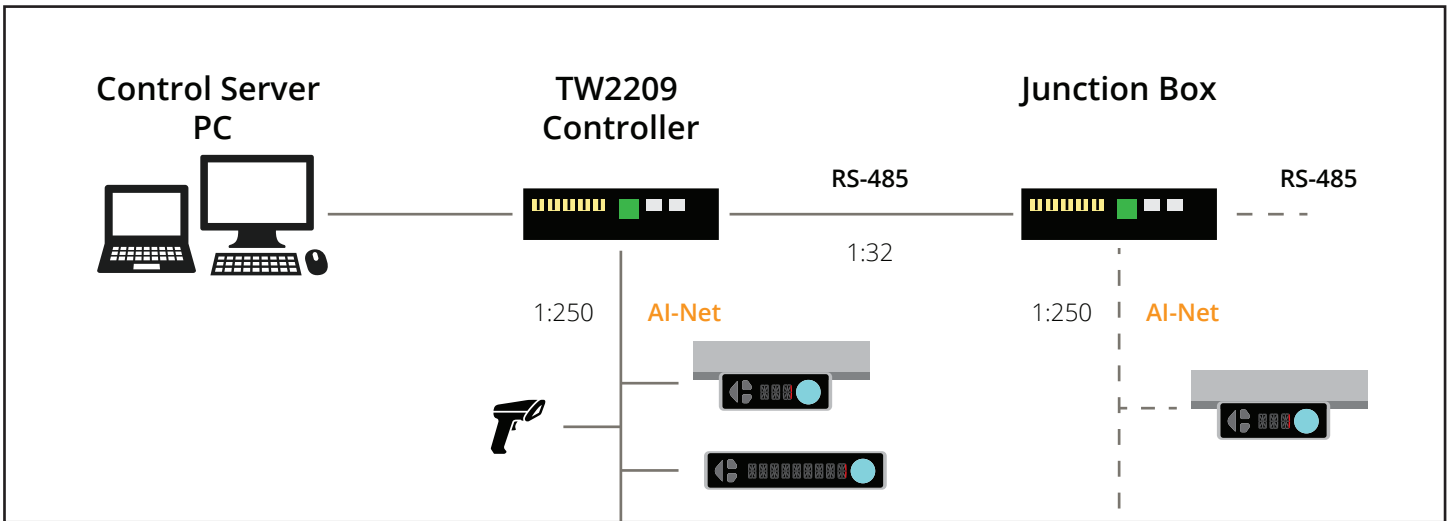 Control Server
PC
TW2209
Controller
Junction Box
RS-485
RS-485
1:32
1:250
AI-Net
1:250
AI-Net